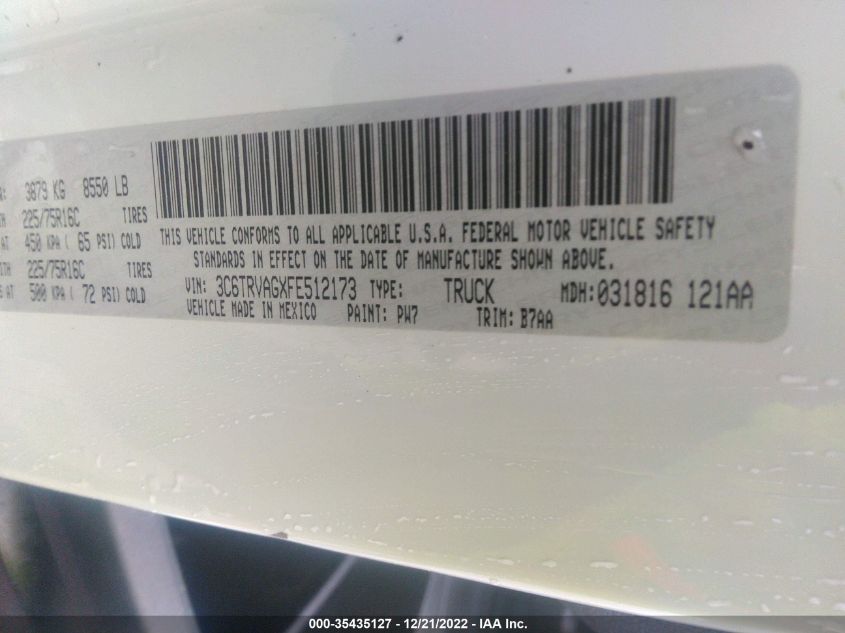 3879 KG 8550 LB
225/75R16C TIRES
AT 450 KPA ( 65 PSI) COLD
225/75R16C TIRES
AT 500 KPA ( 72 PSI) COLD
THIS VEHICLE CONFORMS TO ALL APPLICABLE U.S.A. FEDERAL MOTOR VEHICLE SAFETY
STANDARDS IN EFFECT ON THE DATE OF MANUFACTURE SHOWN ABOVE.
VIN: 3C6TRVAGXFE512173 TYPE: TRUCK MDH:031816 121AA
VEHICLE MADE IN MEXICO PAINT: PW7 TRIM: B7AA
000-35435127 - 12/21/2022 - IAA Inc.